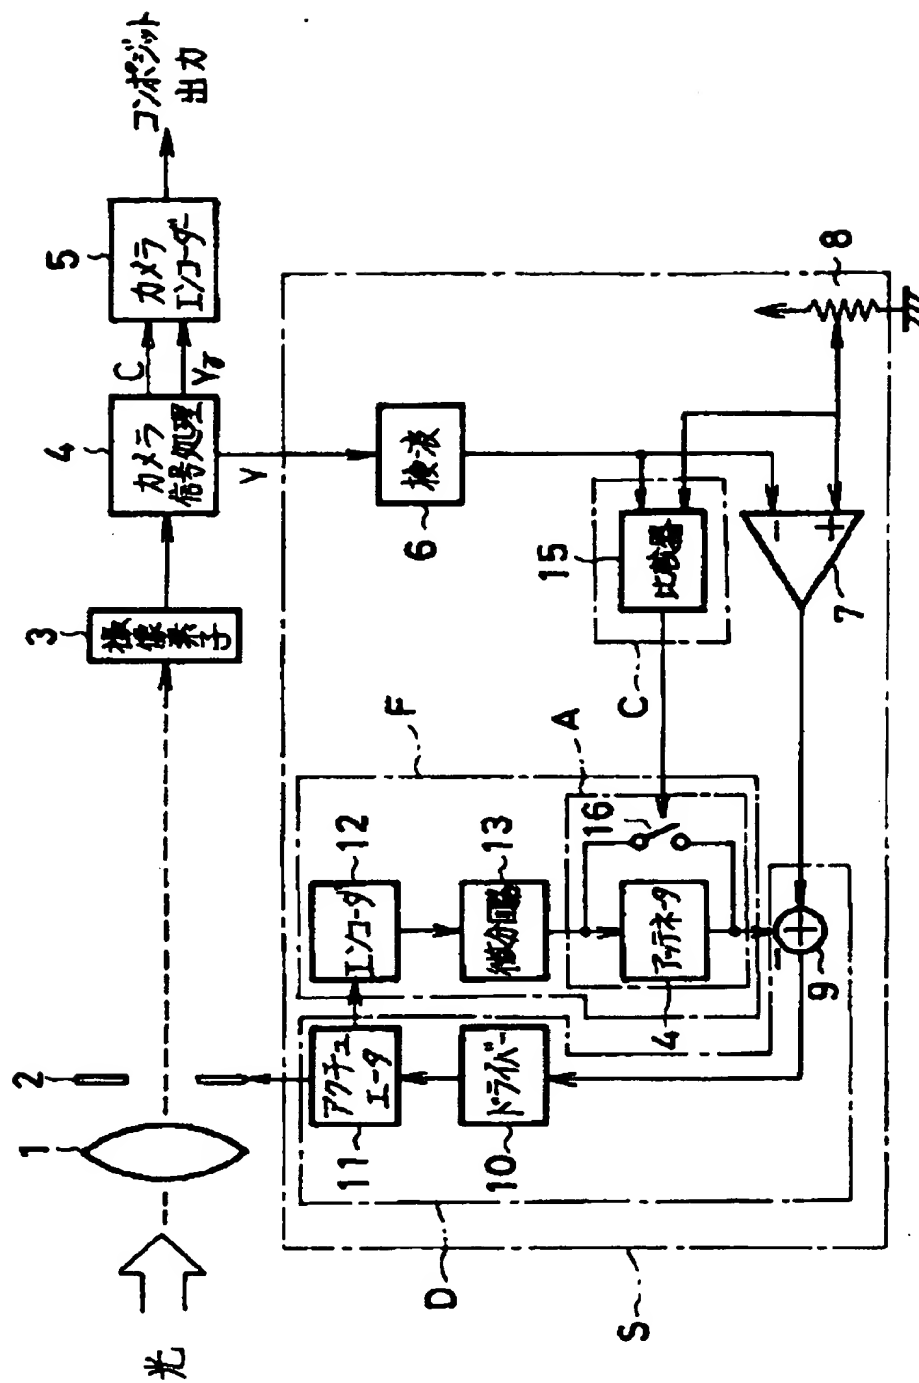 光
1
2
3
撮像素子
4
カメラ
信号処理
C
Yγ
5
カメラ
エンコーダー
コンポジット
出力
Y
6
検波
F
A
12
エンコーダ
13
微分回路
16
アッテネータ
4
C
15
比較器
8
−
+
7
11
アクチュ
エータ
10
ドライバー
−
+
9
D
S